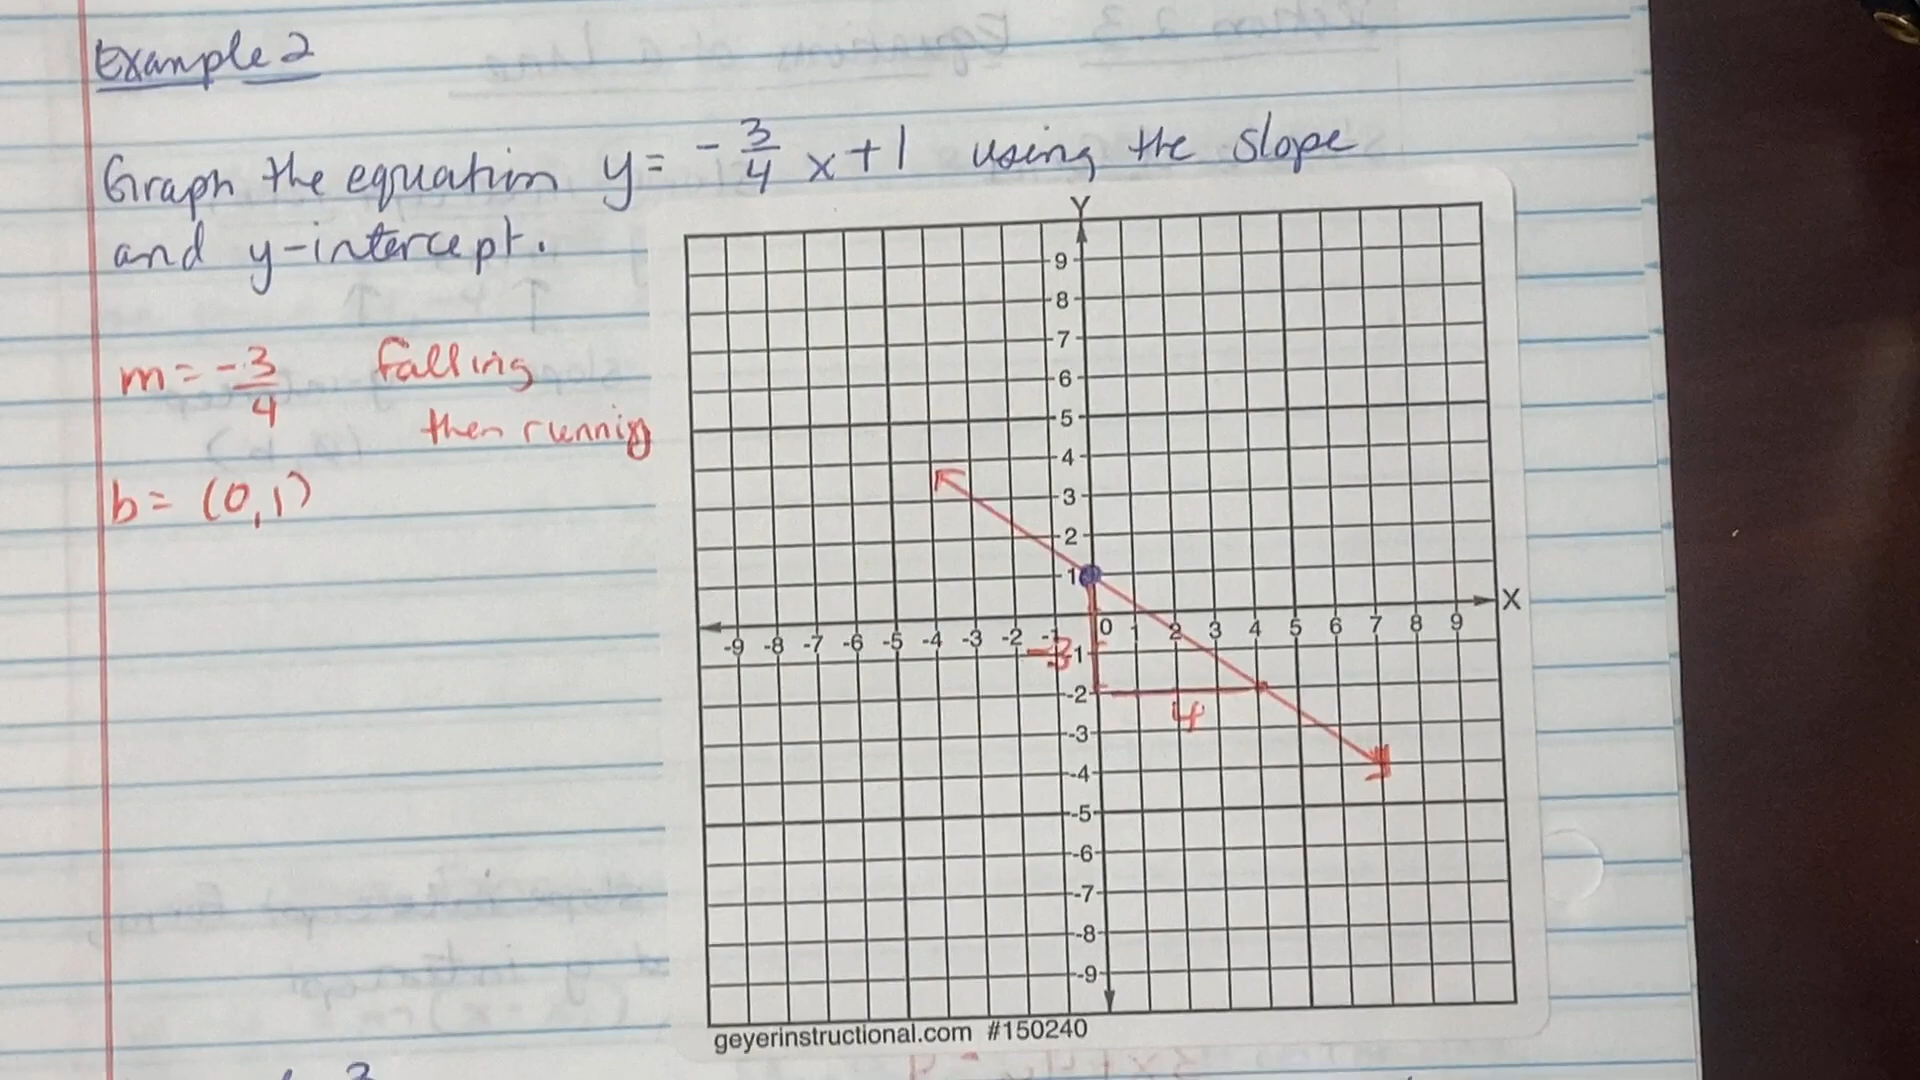 Example 2
Graph the equation y = -3/4 x + 1 using the slope
and y-intercept.
m = -3/4 falling
then running
b = (0,1)
Y
9
8
7
6
5
4
3
2
1
X
-9 -8 -7 -6 -5 -4 -3 -2 -1 0 1 2 3 4 5 6 7 8 9
-3
-1
-2
4
-3
-4
-5
-6
-7
-8
-9
geyerinstructional.com #150240